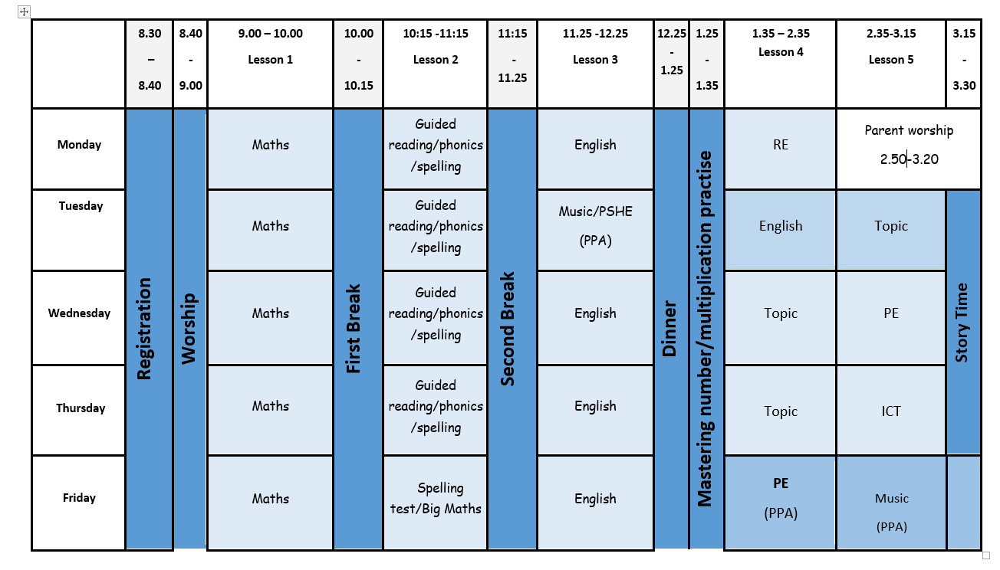 8.30
–
8.40
8.40
-
9.00
9.00 – 10.00
Lesson 1
10.00
-
10.15
10:15 -11:15
Lesson 2
11:15
-
11.25
11.25 -12.25
Lesson 3
12.25
-
1.25
1.25
-
1.35
1.35 – 2.35
Lesson 4
2.35-3.15
Lesson 5
3.15
-
3.30
Registration
Worship
First Break
Second Break
Dinner
Mastering number/multiplication practise
Story Time
Monday
Maths
Guided
reading/phonics
/spelling
English
RE
Parent worship
2.50-3.20
Tuesday
Maths
Guided
reading/phonics
/spelling
Music/PSHE
(PPA)
English
Topic
Wednesday
Maths
Guided
reading/phonics
/spelling
English
Topic
PE
Thursday
Maths
Guided
reading/phonics
/spelling
English
Topic
ICT
Friday
Maths
Spelling
test/Big Maths
English
PE
(PPA)
Music
(PPA)